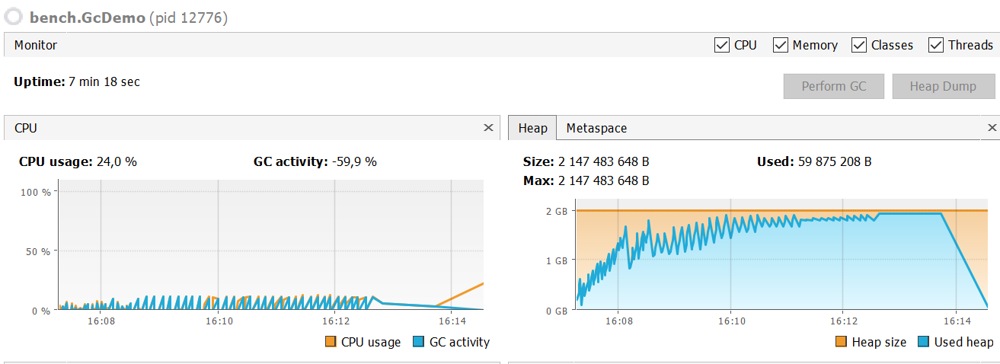 bench.GcDemo (pid 12776)
Monitor
CPU Memory Classes Threads
Uptime: 7 min 18 sec
Perform GC Heap Dump
CPU
CPU usage: 24,0 % GC activity: -59,9 %
100 %
50 %
0 %
16:08 16:10 16:12 16:14
CPU usage GC activity
Heap Metaspace
Size: 2 147 483 648 B Used: 59 875 208 B
Max: 2 147 483 648 B
2 GB
1 GB
0 GB
16:08 16:10 16:12 16:14
Heap size Used heap